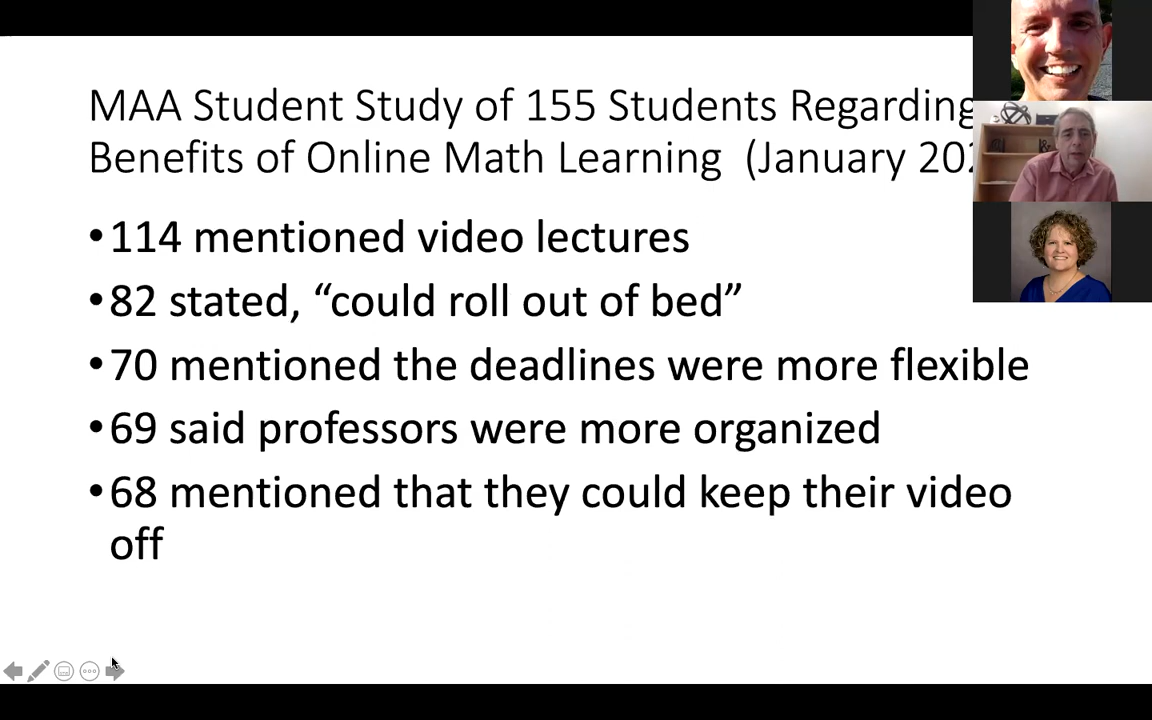 MAA Student Study of 155 Students Regarding
Benefits of Online Math Learning (January
•114 mentioned video lectures
•82 stated, “could roll out of bed”
•70 mentioned the deadlines were more flexible
•69 said professors were more organized
•68 mentioned that they could keep their video
off